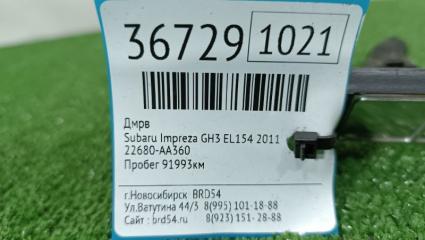 36729 1021
Дмрв
Subaru Impreza GH3 EL154 2011
22680-AA360
Пробег 91993км
г.Новосибирск BRD54
Ул.Ватутина 44/3 8(995) 101-18-88
Сайт : brd54.ru 8(923) 151- 28-88